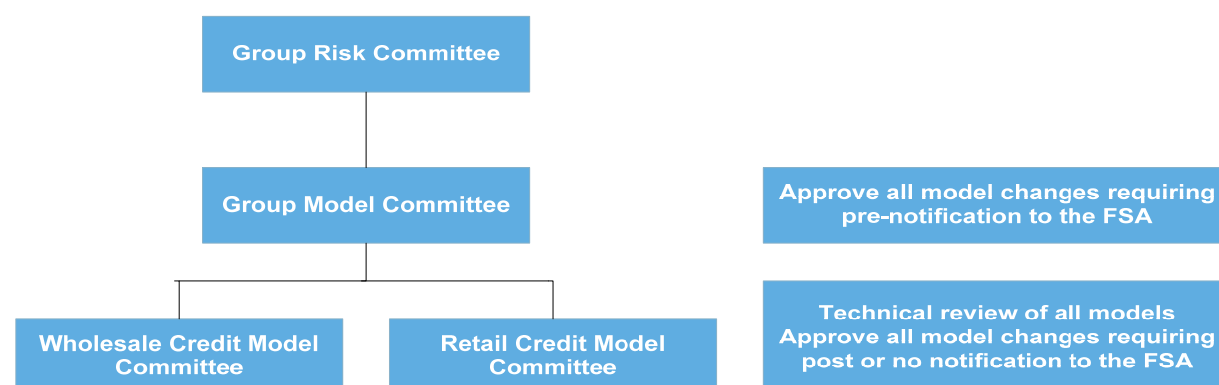 Group Risk Committee
Group Model Committee
Approve all model changes requiring
pre-notification to the FSA
Wholesale Credit Model
Committee
Retail Credit Model
Committee
Technical review of all models
Approve all model changes requiring
post or no notification to the FSA